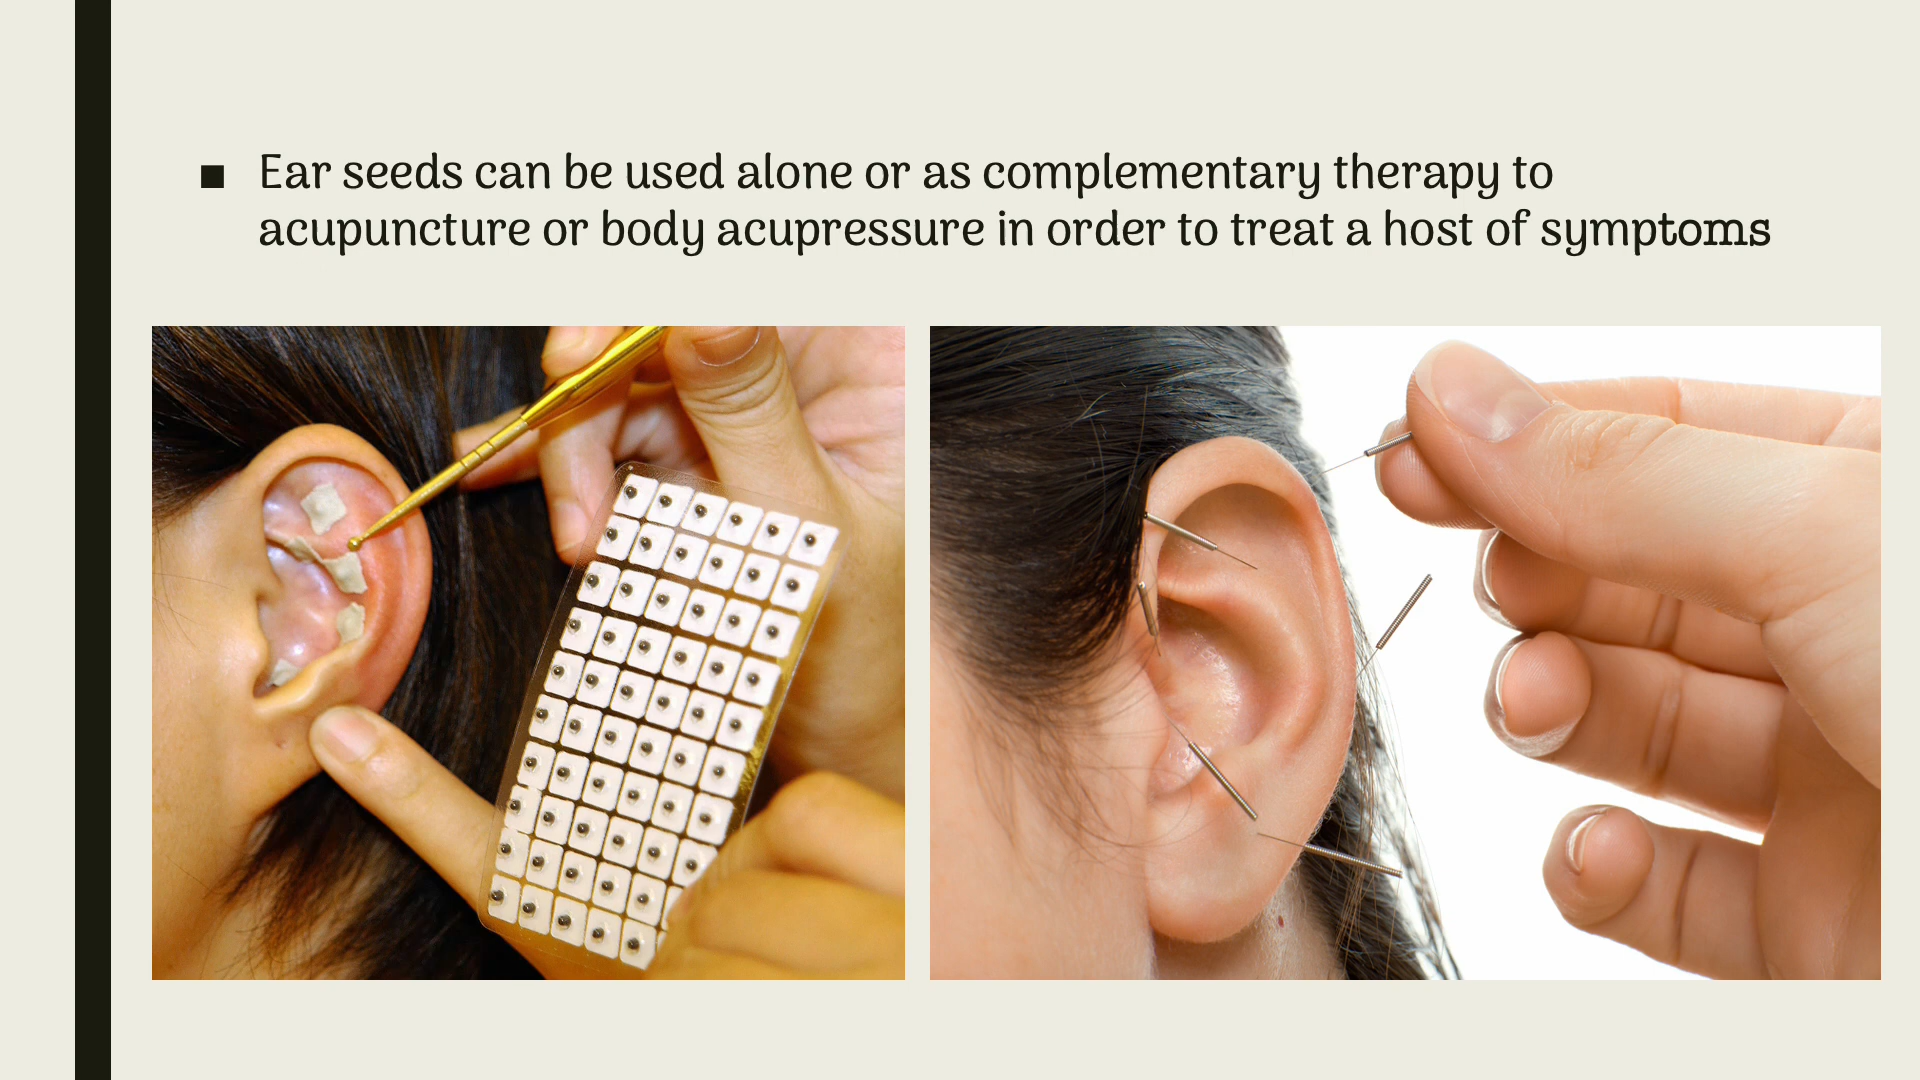 ▪ Ear seeds can be used alone or as complementary therapy to
acupuncture or body acupressure in order to treat a host of symptoms